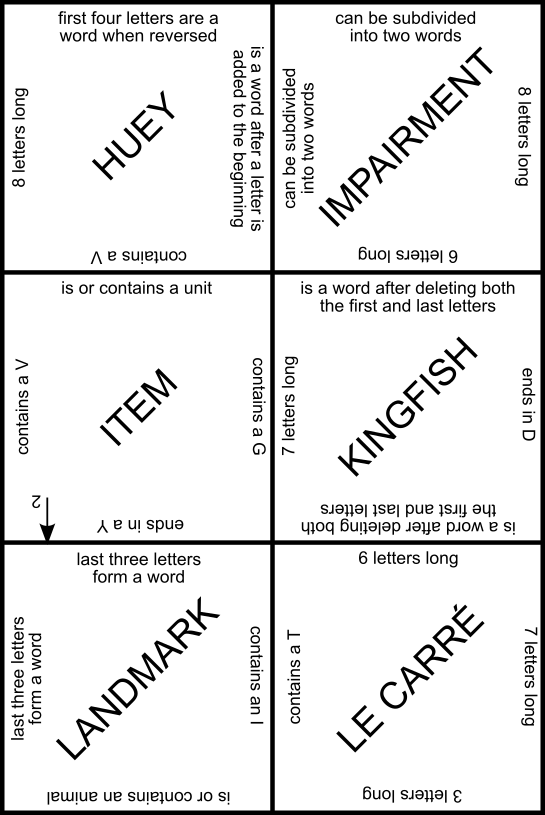 first four letters are a
word when reversed
8 letters long
HUEY
is a word after a letter is
added to the beginning
contains a V
can be subdivided
into two words
can be subdivided
into two words
IMPAIRMENT
8 letters long
6 letters long
is or contains a unit
contains a V
ITEM
contains a G
2
ends in a Y
is a word after deleting both
the first and last letters
7 letters long
KINGFISH
ends in D
is a word after deleting both
the first and last letters
last three letters
form a word
last three letters
form a word
LANDMARK
contains an I
is or contains an animal
6 letters long
contains a T
LE CARRÉ
7 letters long
3 letters long